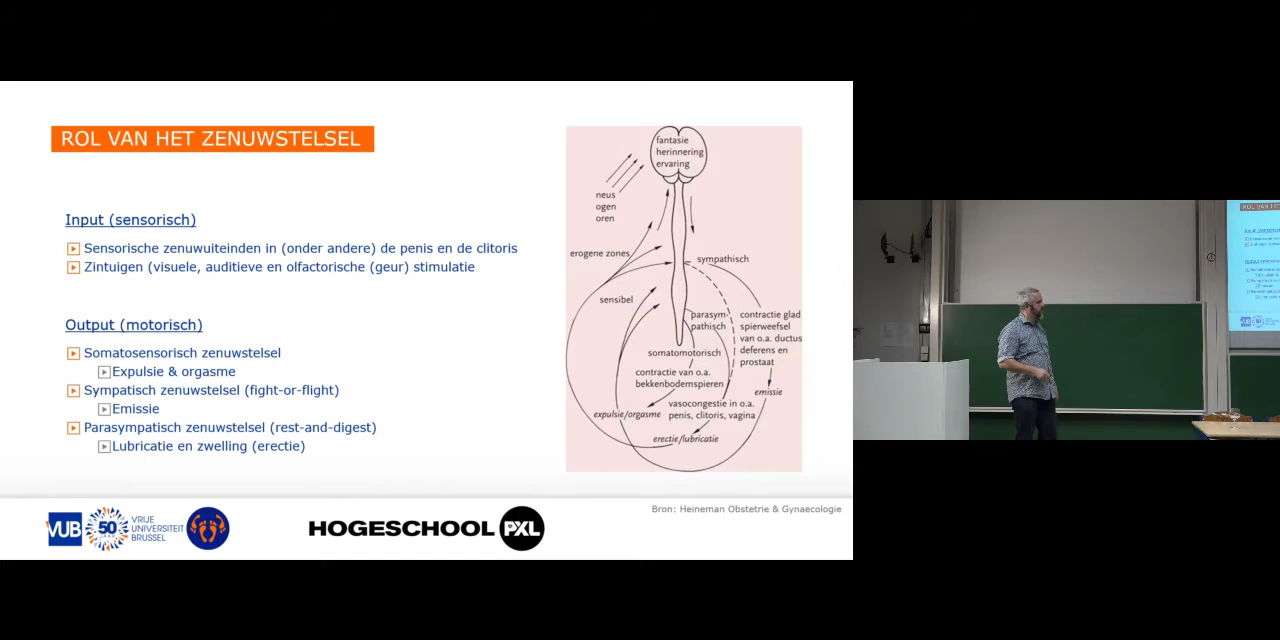 ROL VAN HET ZENUWSTELSEL
Input (sensorisch)
Sensorische zenuwuiteinden in (onder andere) de penis en de clitoris
Zintuigen (visuele, auditieve en olfactorische (geur) stimulatie
Output (motorisch)
Somatosensorisch zenuwstelsel
Expulsie & orgasme
Sympatisch zenuwstelsel (fight-or-flight)
Emissie
Parasympatisch zenuwstelsel (rest-and-digest)
Lubricatie en zwelling (erectie)
fantasie
herinnering
ervaring
neus
ogen
oren
erogene zones
sympathisch
sensibel
parasym-
pathisch
contractie glad
spierweefsel
van o.a. ductus
deferens en
prostaat
somatomotorisch
contractie van o.a.
bekkenbodemspieren
emissie
vasocongestie in o.a.
penis, clitoris, vagina
expulsie/orgasme
erectie/lubricatie
Bron: Heineman Obstetrie & Gynaecologie
VUB
50
JAAR
VRIJE
UNIVERSITEIT
BRUSSEL
HOGESCHOOL PXL
ROL VAN HE